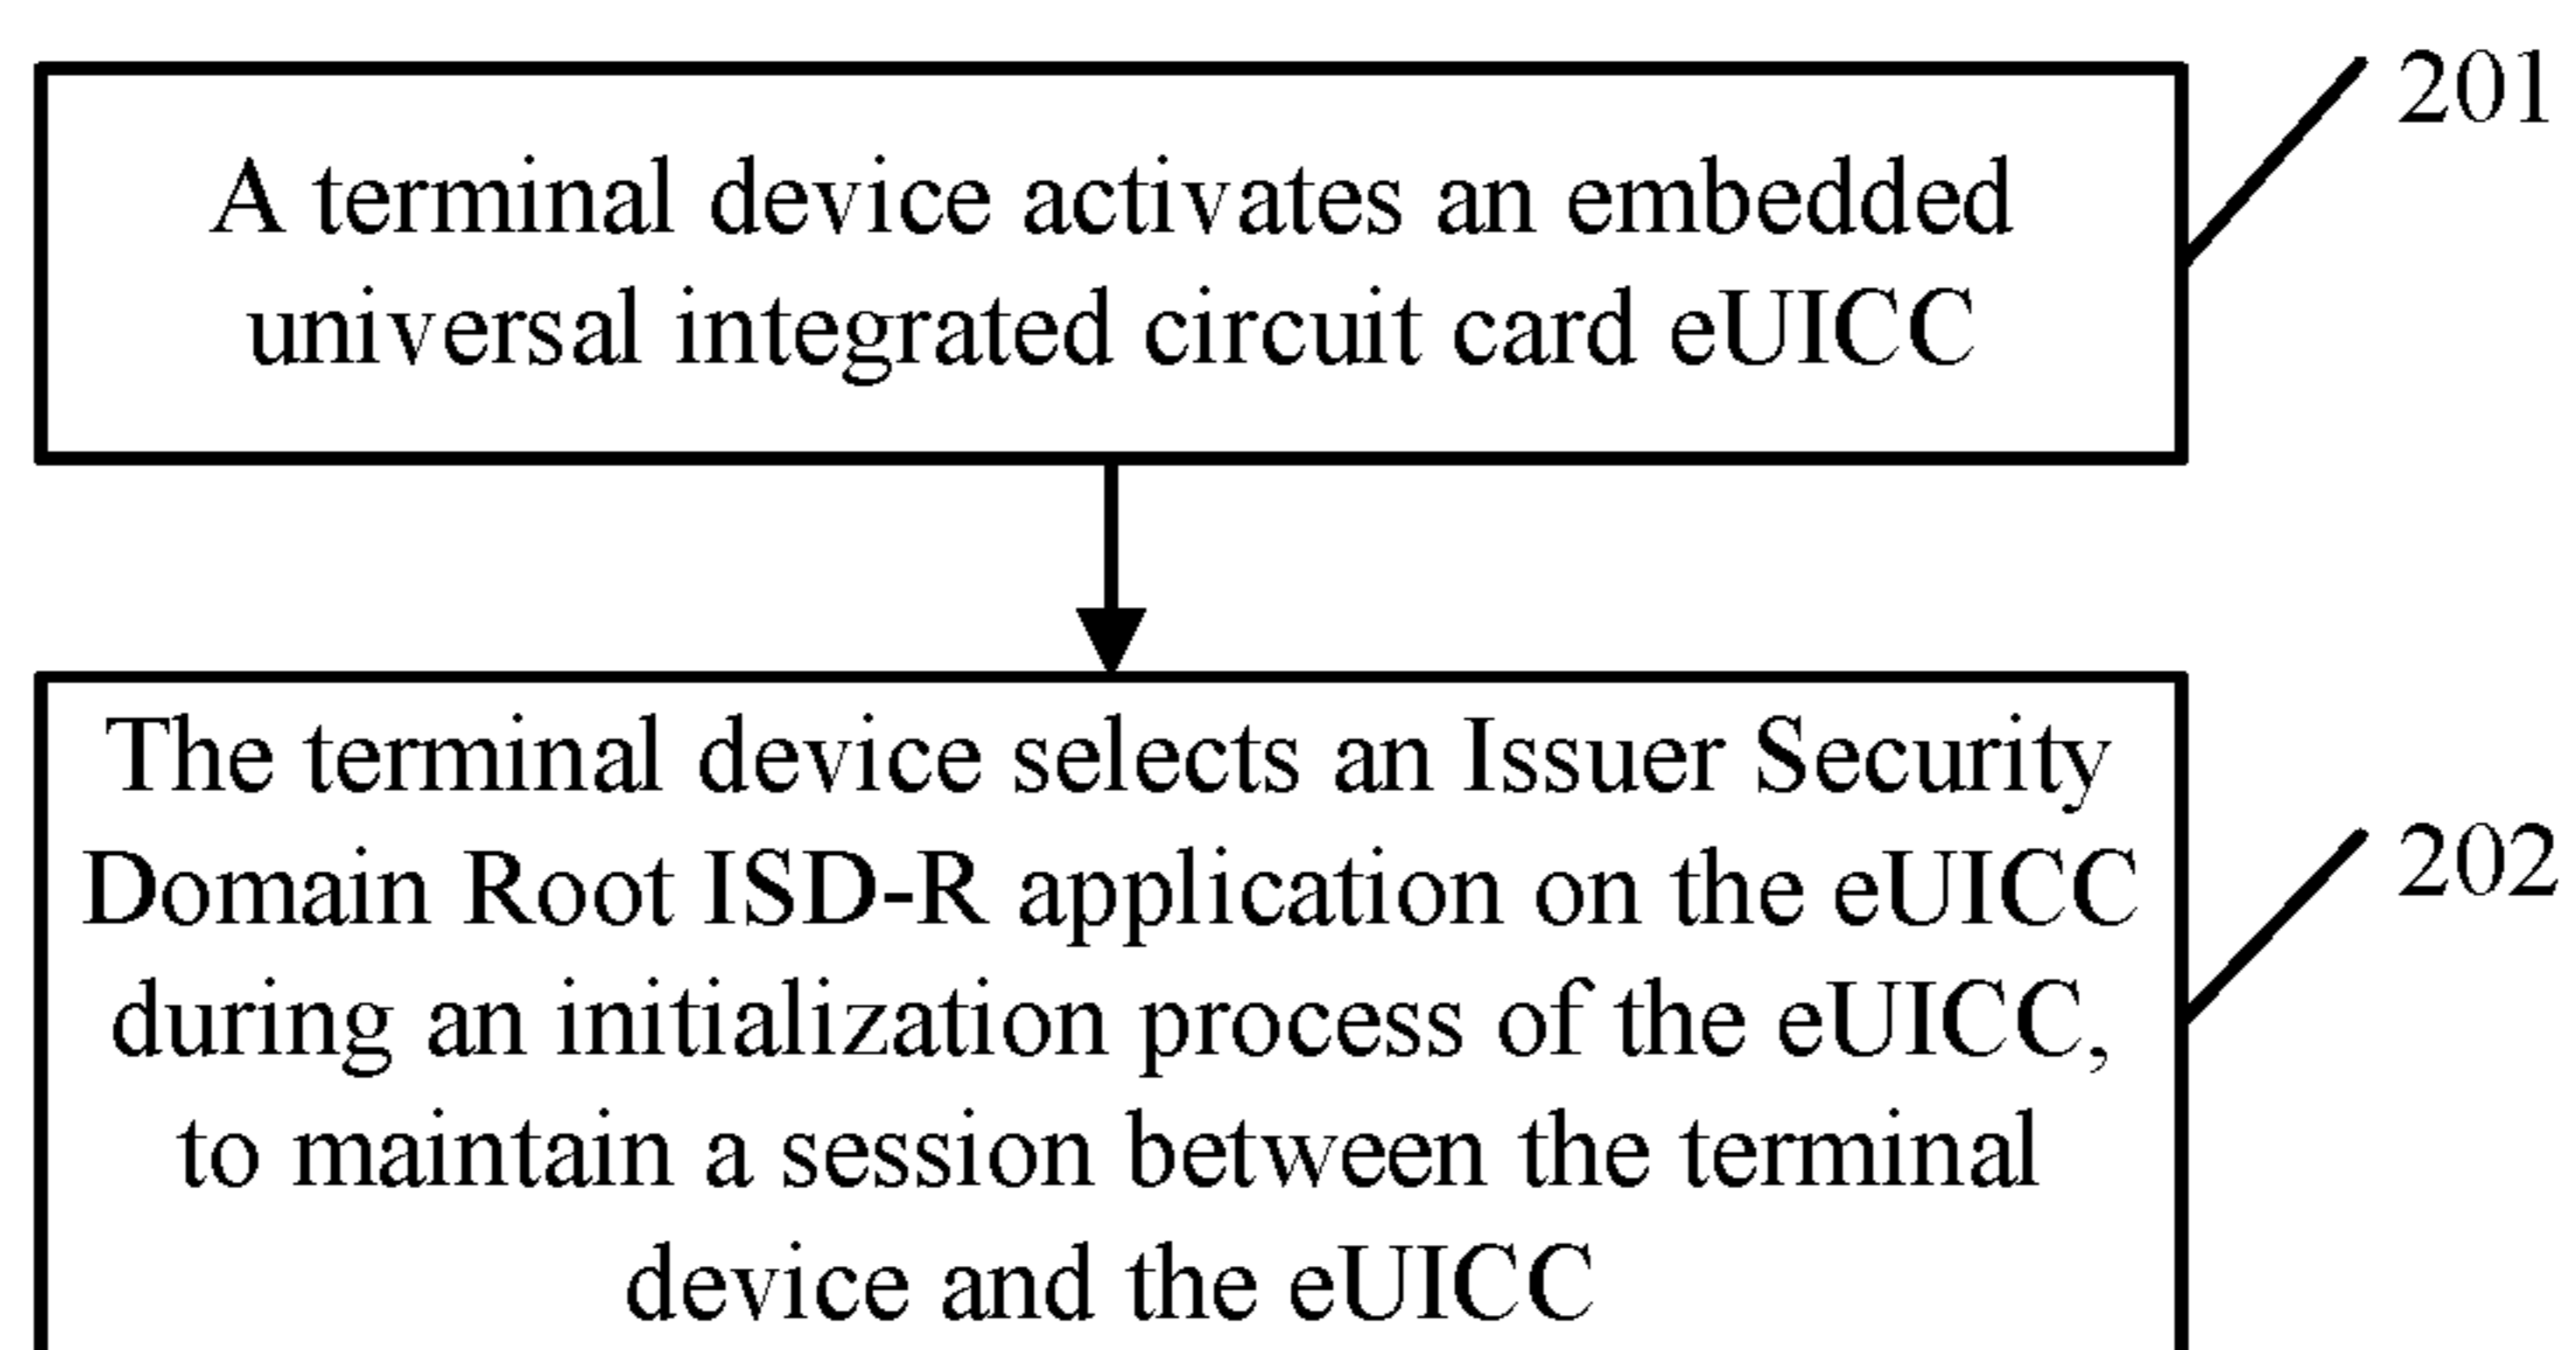 201
A terminal device activates an embedded
universal integrated circuit card eUICC
The terminal device selects an Issuer Security
Domain Root ISD-R application on the eUICC
202
during an initialization process of the eUICC,
to maintain a session between the terminal
device and the eUICC